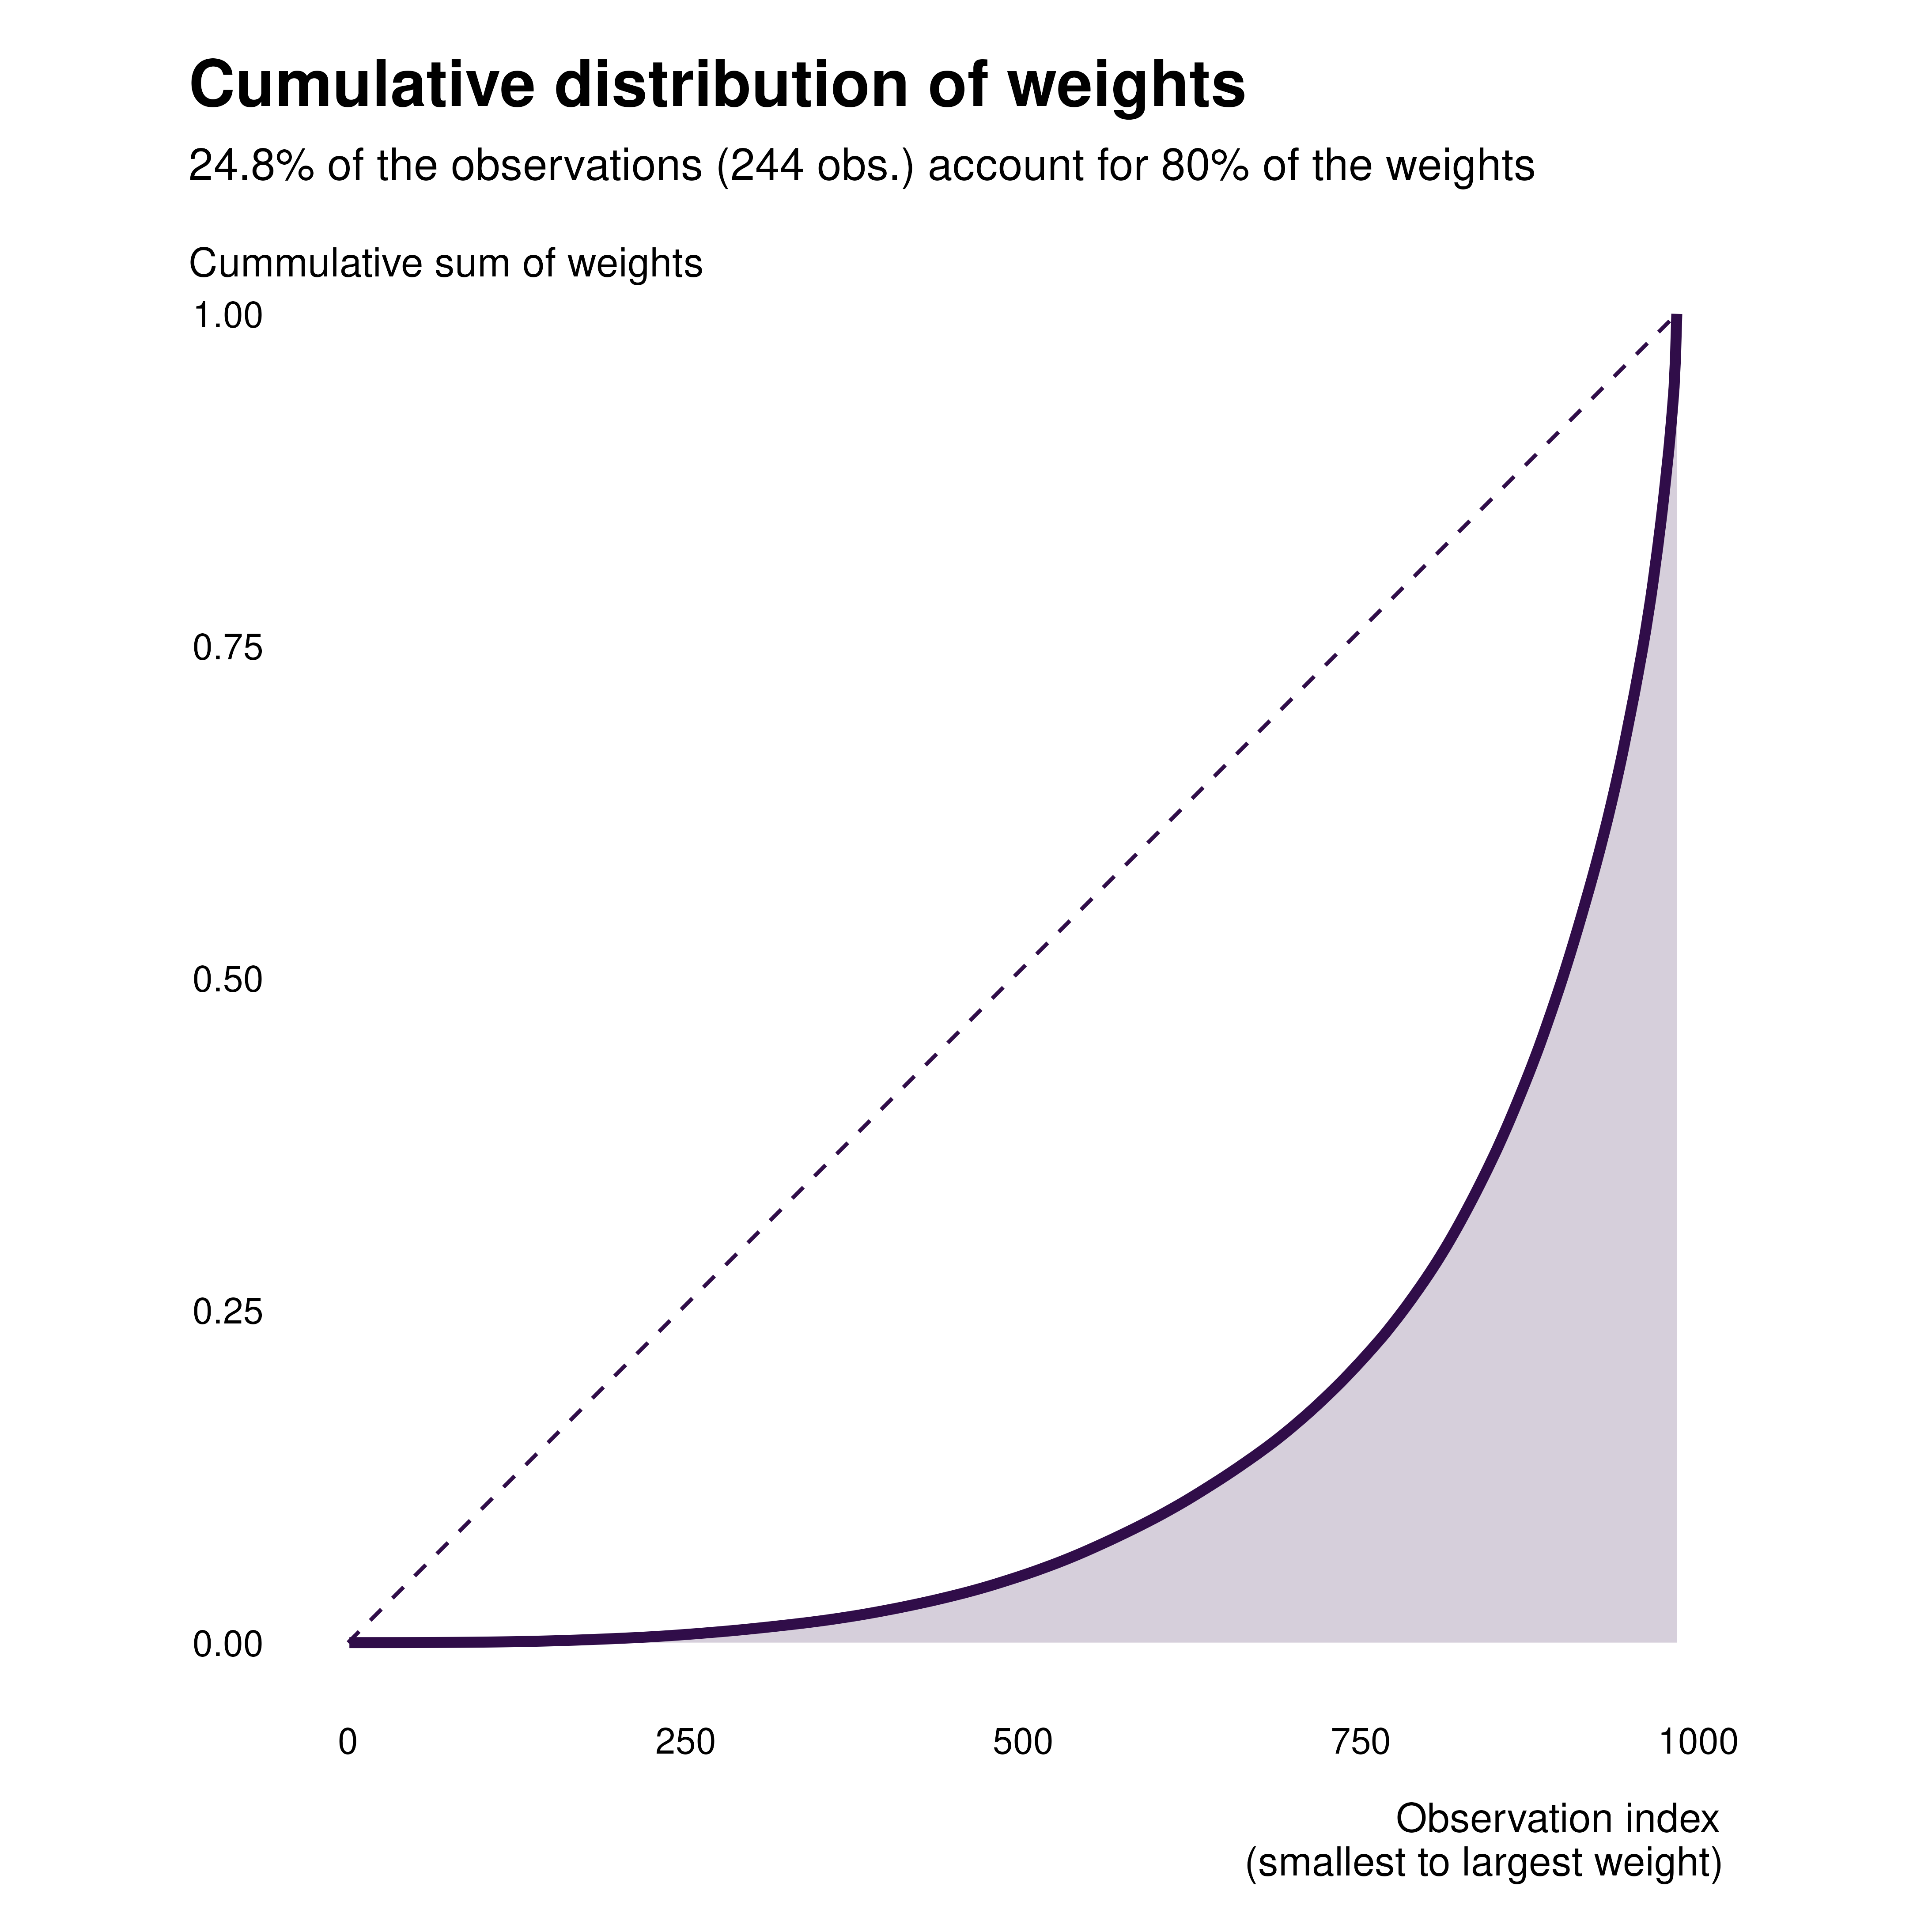 Cumulative distribution of weights
24.8% of the observations (244 obs.) account for 80% of the weights
Cummulative sum of weights
1.00
0.75
0.50
0.25
0.00
0 250 500 750 1000
Observation index
(smallest to largest weight)